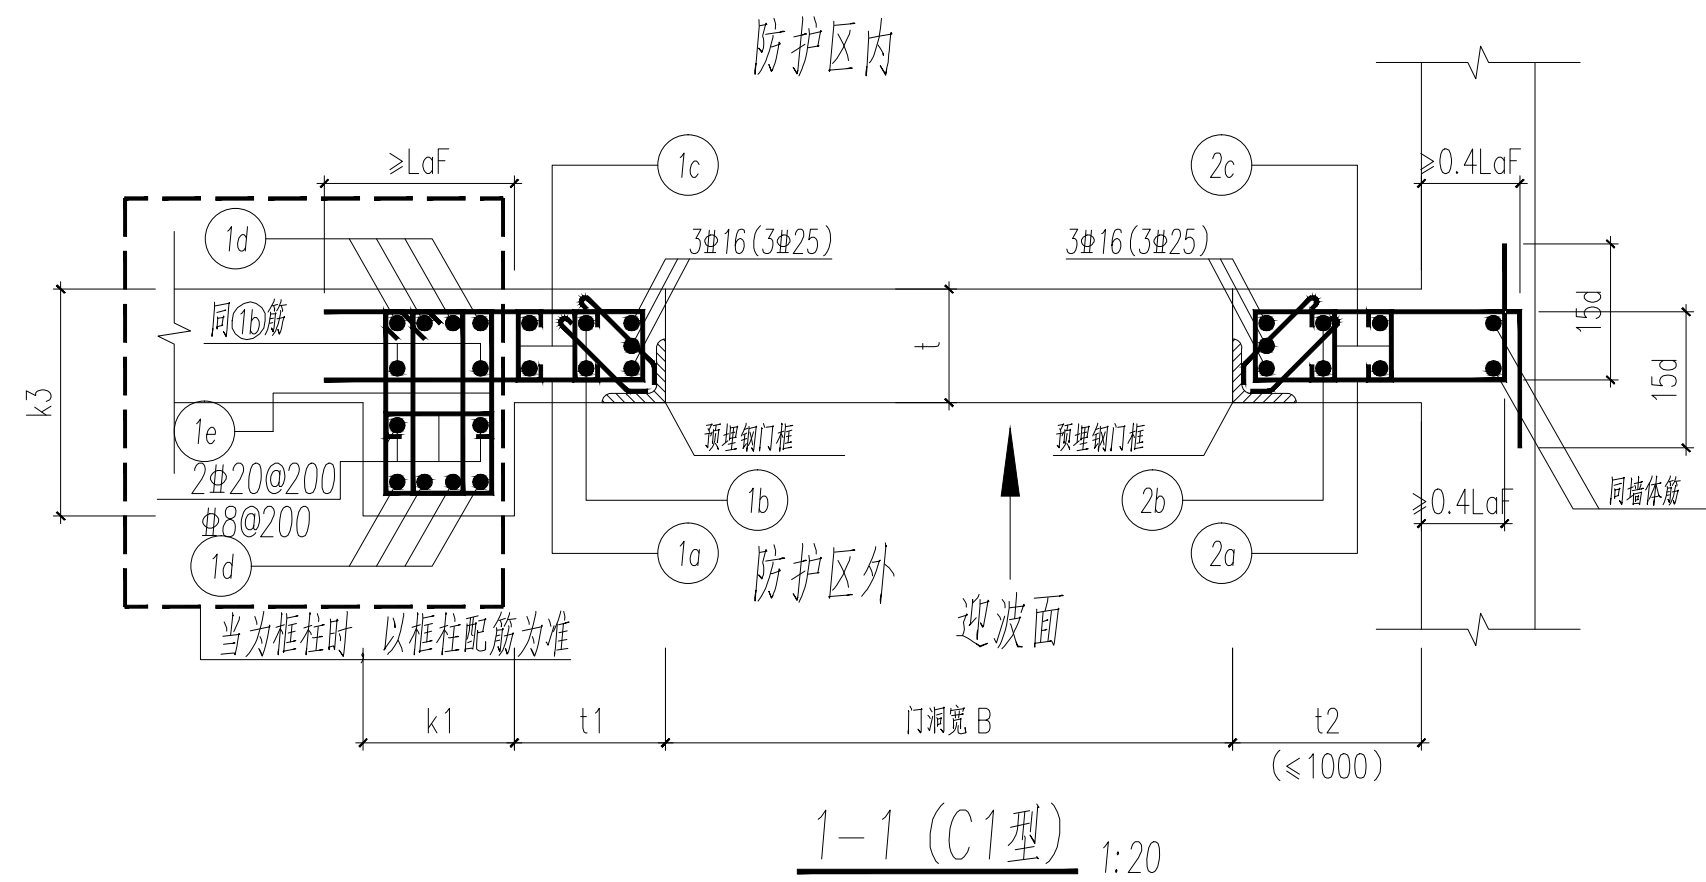 防护区内
≥LaF
1c
2c
≥0.4LaF
1d
3⏀16(3⏀25)
3⏀16(3⏀25)
同1b筋
k3
t
15d
15d
1e
预埋钢门框
预埋钢门框
2⏀20@200
⏀8@200
1b
2b
≥0.4LaF
同墙体筋
1d
1a
2a
防护区外
迎波面
当为框柱时，以框柱配筋为准
k1
t1
门洞宽 B
t2
(≤1000)
1-1 (C1型) 1:20